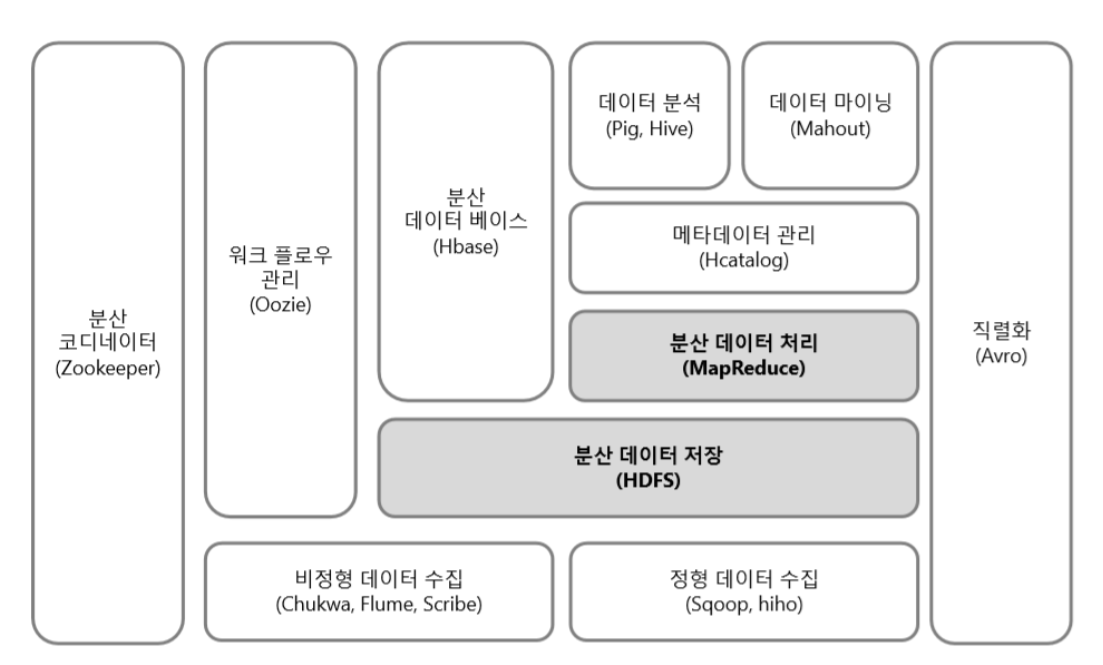 분산
코디네이터
(Zookeeper)
워크 플로우
관리
(Oozie)
분산
데이터 베이스
(Hbase)
데이터 분석
(Pig, Hive)
데이터 마이닝
(Mahout)
메타데이터 관리
(Hcatalog)
분산 데이터 처리
(MapReduce)
분산 데이터 저장
(HDFS)
비정형 데이터 수집
(Chukwa, Flume, Scribe)
정형 데이터 수집
(Sqoop, hiho)
직렬화
(Avro)